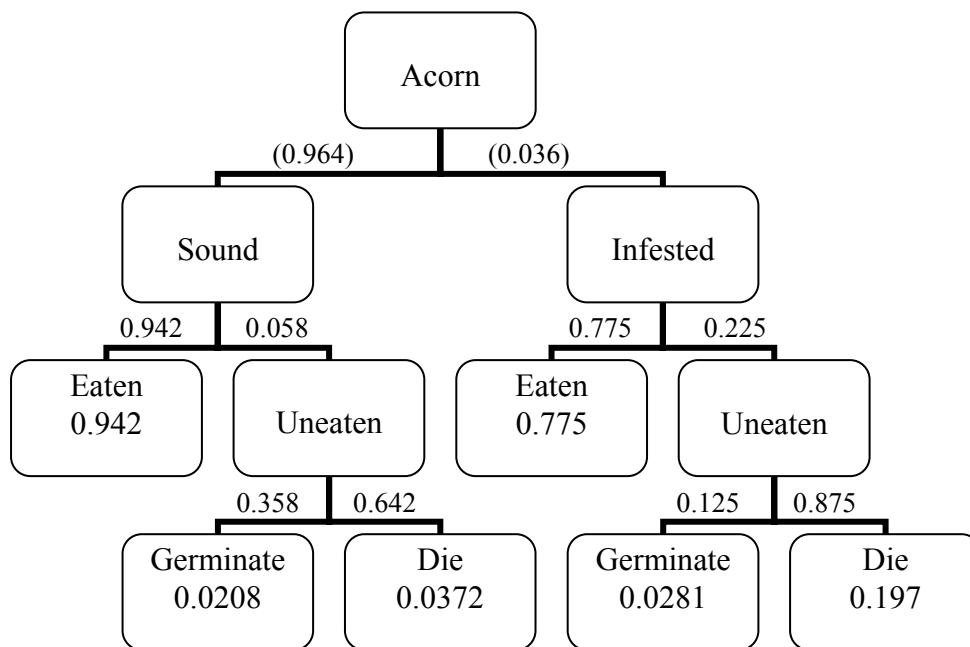 Acorn
(0.964) (0.036)
Sound Infested
0.942 0.058 0.775 0.225
Eaten Eaten
0.942 Uneaten 0.775 Uneaten
0.358 0.642 0.125 0.875
Germinate Die Germinate Die
0.0208 0.0372 0.0281 0.197